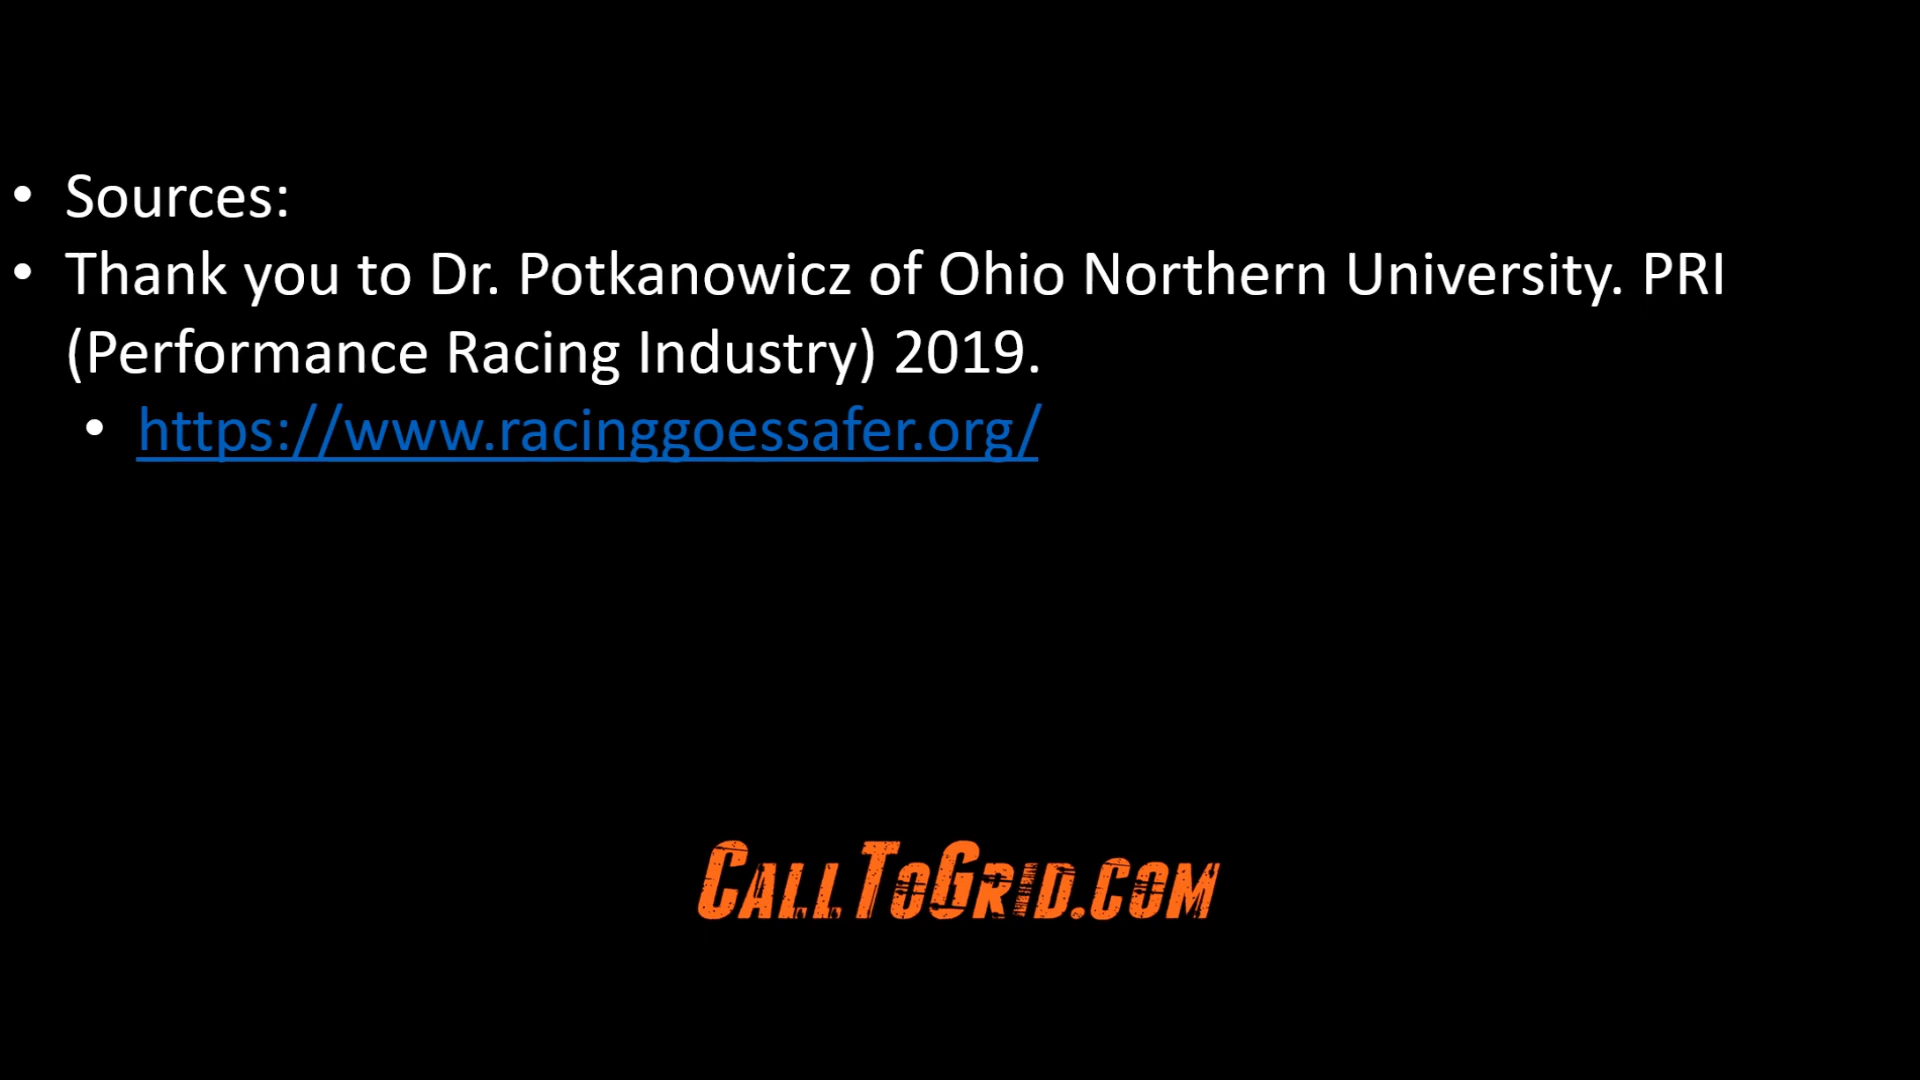 • Sources:
• Thank you to Dr. Potkanowicz of Ohio Northern University. PRI
(Performance Racing Industry) 2019.
• https://www.racinggoessafer.org/
CALLTOGRID.COM